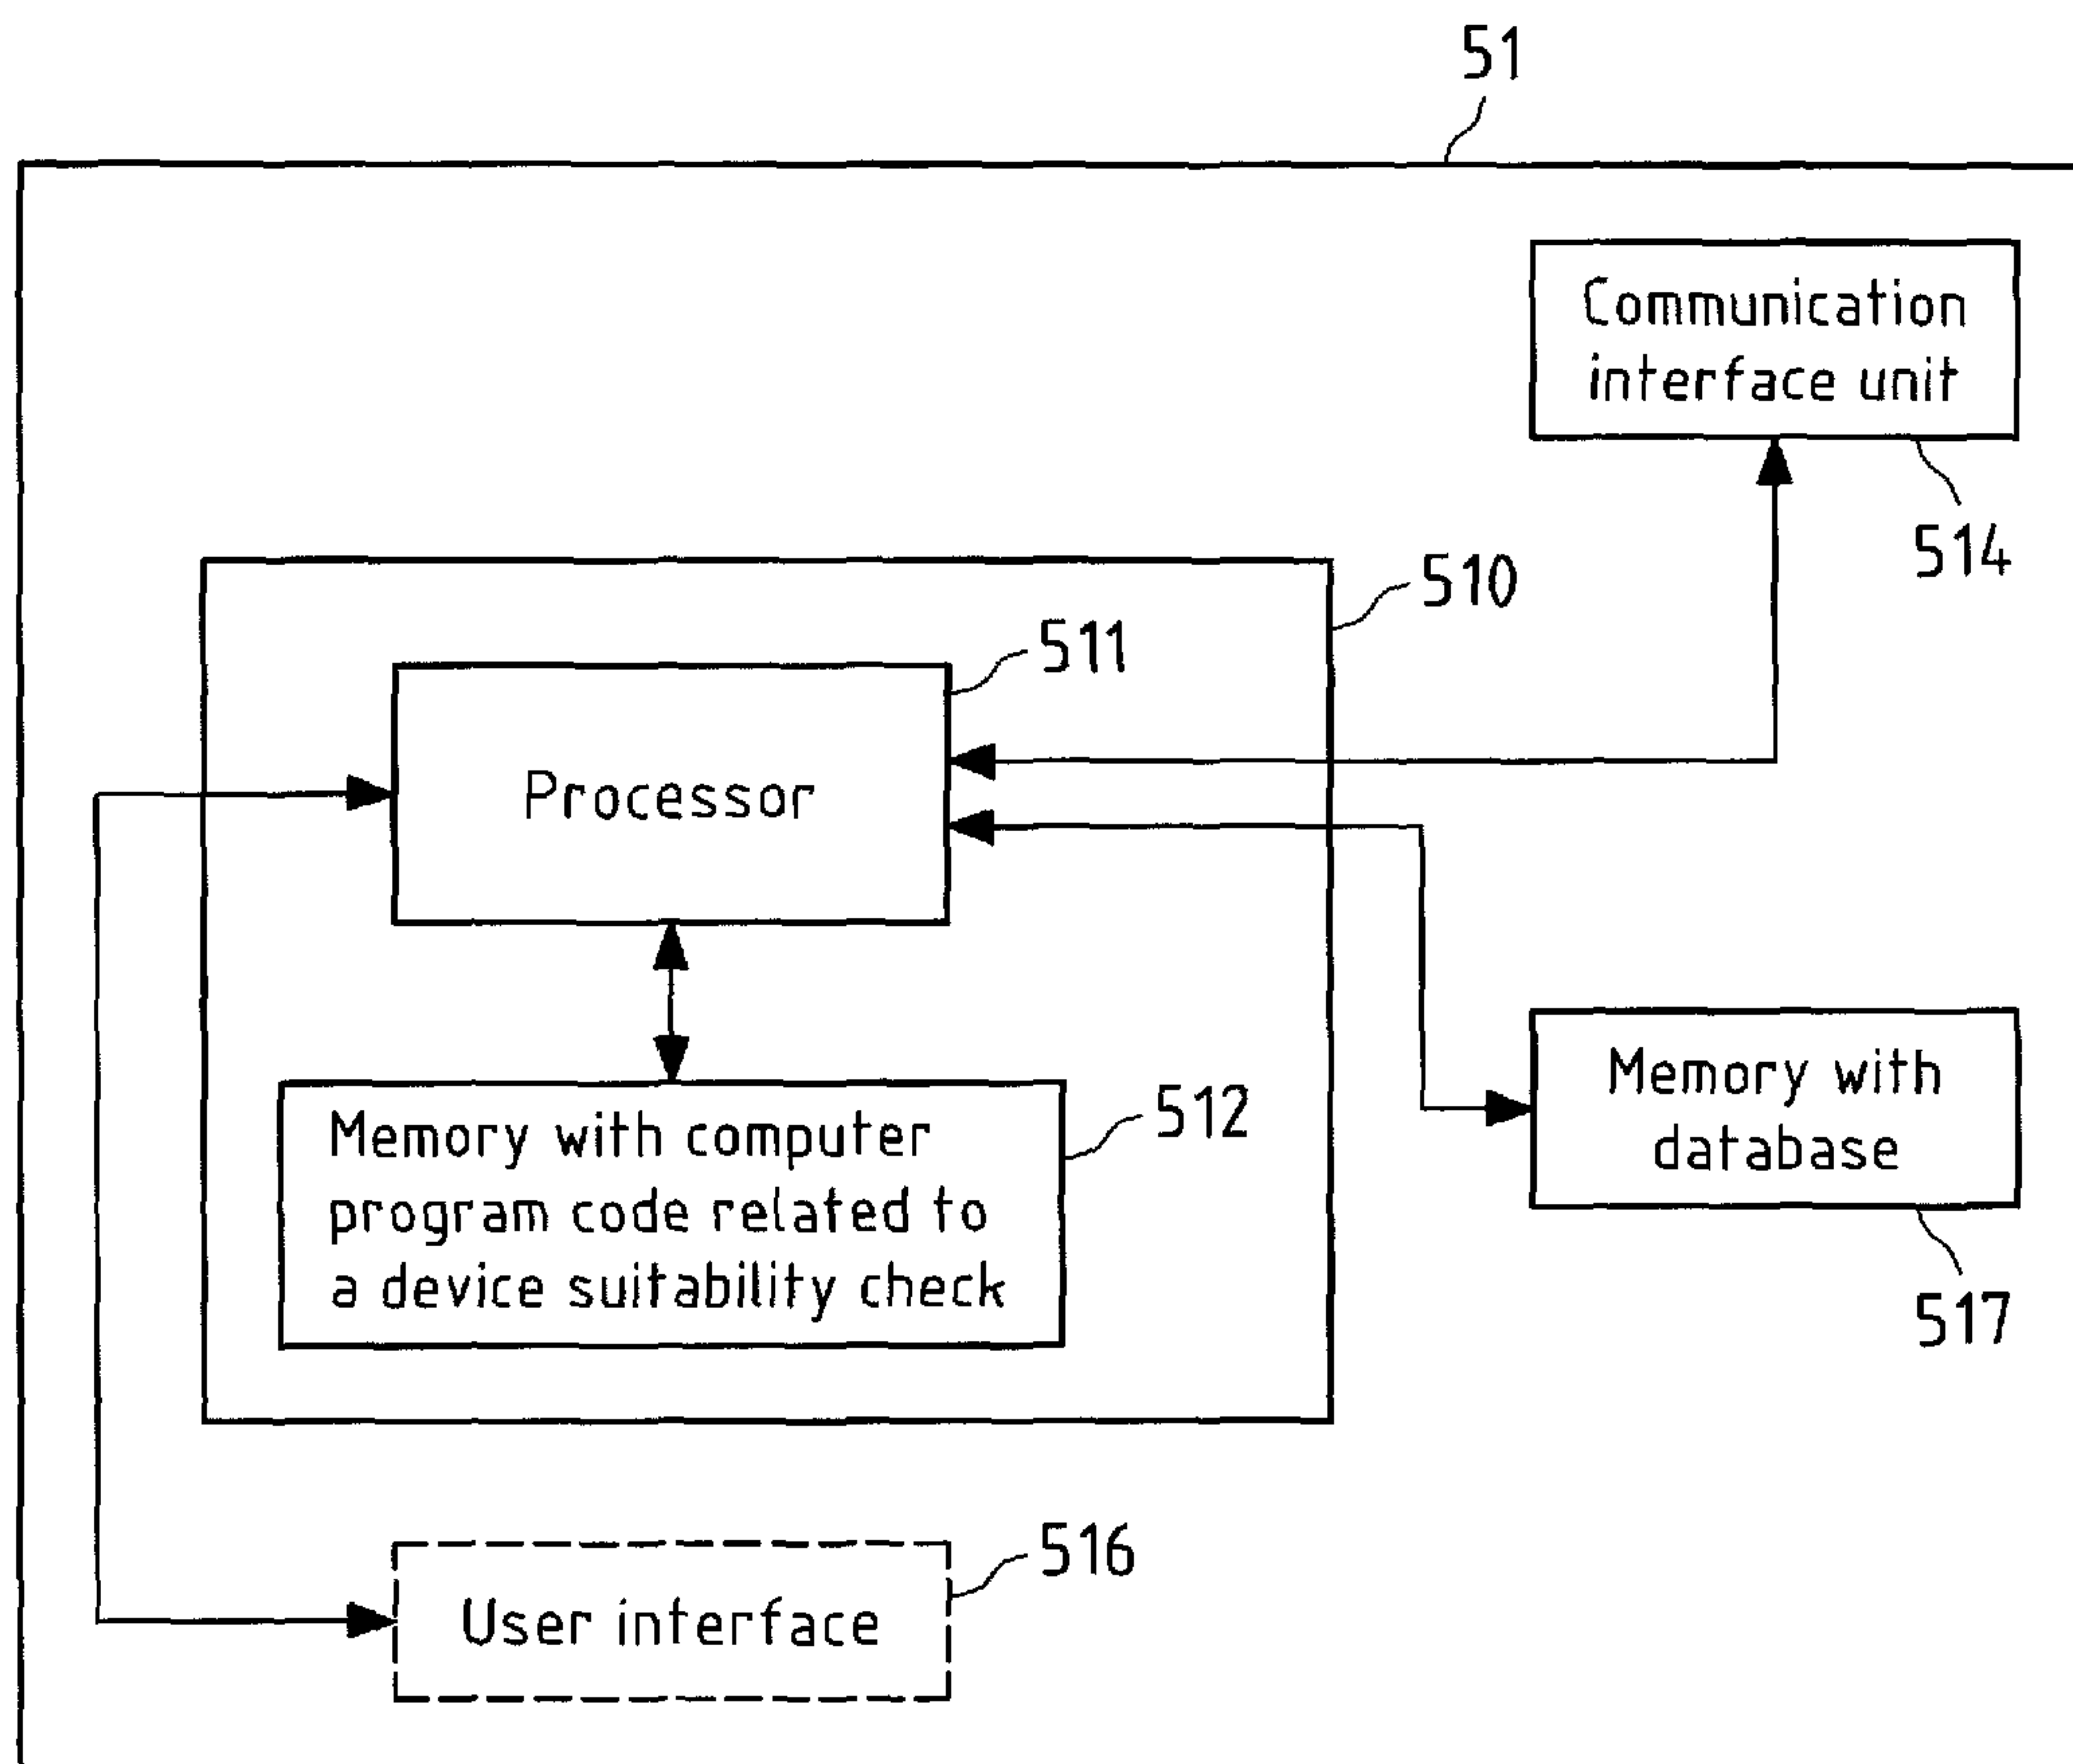 51
Communication
interface unit
514
510
511
Processor
Memory with
database
517
512
Memory with computer
program code related to
a device suitability check
516
User interface